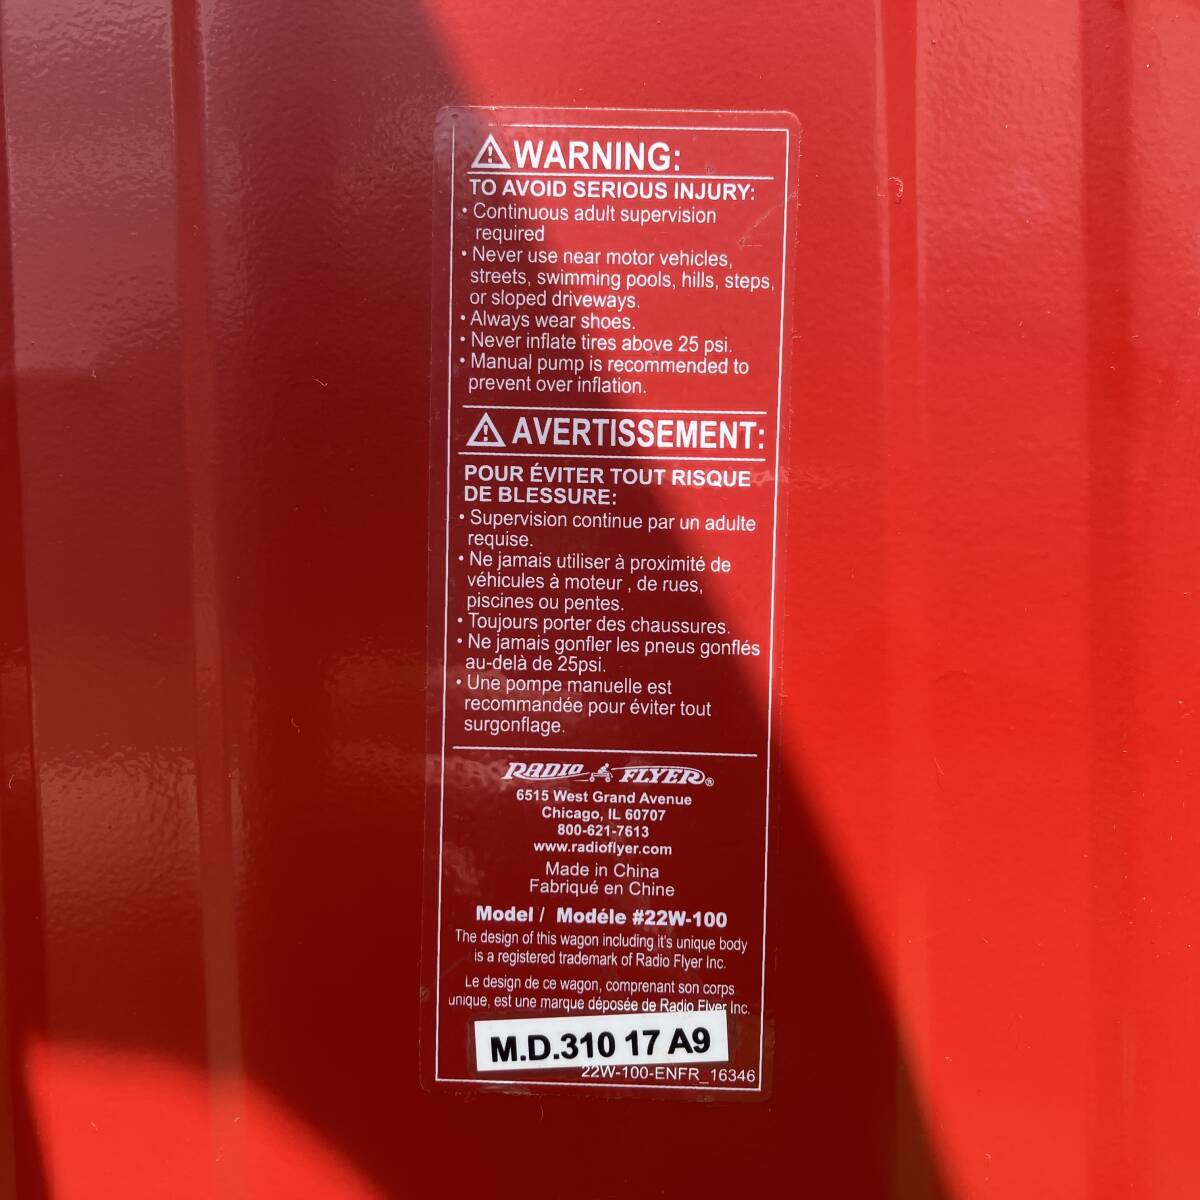 WARNING:
TO AVOID SERIOUS INJURY:
• Continuous adult supervision
required
• Never use near motor vehicles,
streets, swimming pools, hills, steps,
or sloped driveways.
• Always wear shoes.
• Never inflate tires above 25 psi.
• Manual pump is recommended to
prevent over inflation.
AVERTISSEMENT:
POUR ÉVITER TOUT RISQUE
DE BLESSURE:
• Supervision continue par un adulte
requise.
• Ne jamais utiliser à proximité de
véhicules à moteur , de rues,
piscines ou pentes.
• Toujours porter des chaussures.
• Ne jamais gonfler les pneus gonflés
au-delà de 25psi.
• Une pompe manuelle est
recommandée pour éviter tout
surgonflage.
RADIO FLYER®
6515 West Grand Avenue
Chicago, IL 60707
800-621-7613
www.radioflyer.com
Made in China
Fabriqué en Chine
Model / Modéle #22W-100
The design of this wagon including it's unique body
is a registered trademark of Radio Flyer Inc.
Le design de ce wagon, comprenant son corps
unique, est une marque déposée de Radio Flyer Inc.
M.D.310 17 A9
22W-100-ENFR_16346